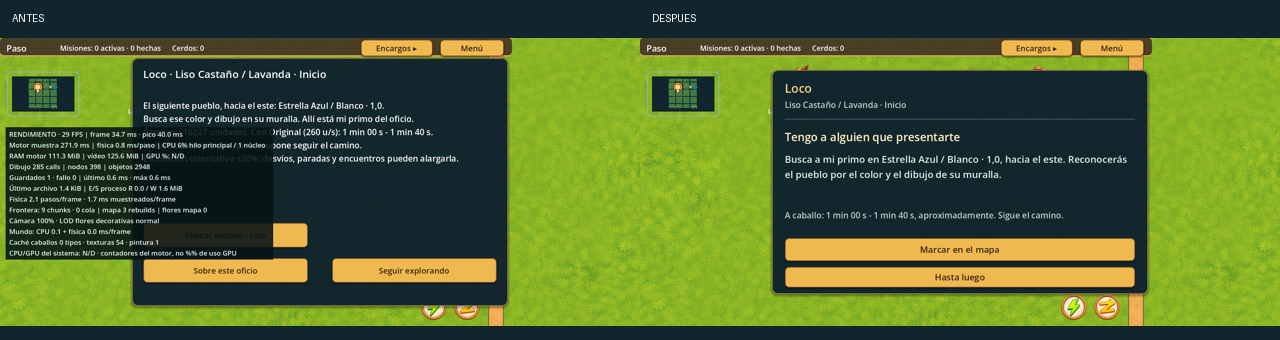 ANTES
Paso
Misiones: 0 activas · 0 hechas
Cerdos: 0
Encargos ▸
Menú
Loco · Liso Castaño / Lavanda · Inicio
El siguiente pueblo, hacia el este: Estrella Azul / Blanco · 1,0.
Busca ese color y dibujo en su muralla. Allí está mi primo del oficio.
16227 unidades. Con Original (260 u/s): 1 min 00 s - 1 min 40 s.
pone seguir el camino.
orientativa ±20%: desvíos, paradas y encuentros pueden alargarla.
RENDIMIENTO · 29 FPS | frame 34.7 ms · pico 40.0 ms
Motor muestra 271.9 ms | física 0.8 ms/paso | CPU 6% hilo principal / 1 núcleo
RAM motor 111.3 MiB | vídeo 125.6 MiB | GPU %: N/D
Dibujo 285 calls | nodos 398 | objetos 2948
Guardados 1 · fallo 0 | último 0.6 ms · máx 0.6 ms
Último archivo 1.4 KiB | E/S proceso R 0.0 / W 1.6 MiB
Física 2.1 pasos/frame · 1.7 ms muestreados/frame
Frontera: 9 chunks · 0 cola | mapa 3 rebuilds | flores mapa 0
Cámara 100% · LOD flores decorativas normal
Mundo: CPU 0.1 + física 0.0 ms/frame
Caché caballos 0 tipos · texturas 54 · pintura 1
CPU/GPU del sistema: N/D · contadores del motor, no %% de uso GPU
Marcar destino · este
Sobre este oficio
Seguir explorando
DESPUES
Paso
Misiones: 0 activas · 0 hechas
Cerdos: 0
Encargos ▸
Menú
Loco
Liso Castaño / Lavanda · Inicio
Tengo a alguien que presentarte
Busca a mi primo en Estrella Azul / Blanco · 1,0, hacia el este. Reconocerás
el pueblo por el color y el dibujo de su muralla.
A caballo: 1 min 00 s - 1 min 40 s, aproximadamente. Sigue el camino.
Marcar en el mapa
Hasta luego